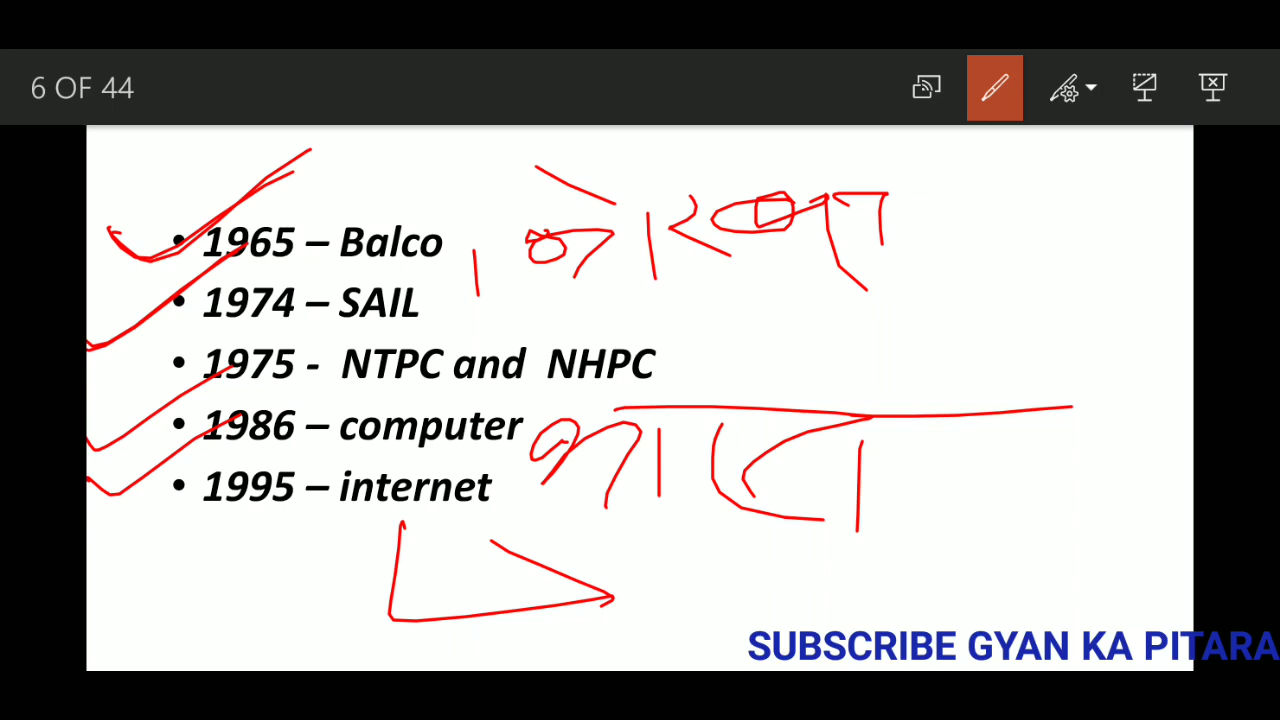 6 OF 44
• 1965 – Balco
• 1974 – SAIL
• 1975 - NTPC and NHPC
• 1986 – computer
• 1995 – internet
SUBSCRIBE GYAN KA PITARA